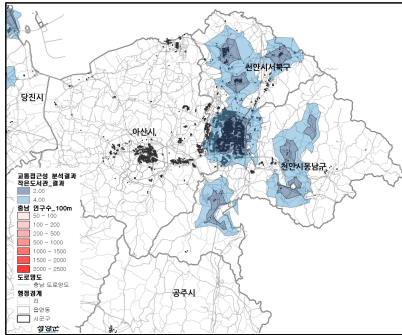 천안시서북구
당진시
아산시
천안시동남구
공주시
교통접근성 분석결과
작은도서관_결과
2.00
4.00
충남 인구수_100m
50 - 100
100 - 200
200 - 500
500 - 1000
1000 - 1500
1500 - 2000
2000 - 2500
도로명도
충남 도로명도
행정경계
리
읍면동
시군구